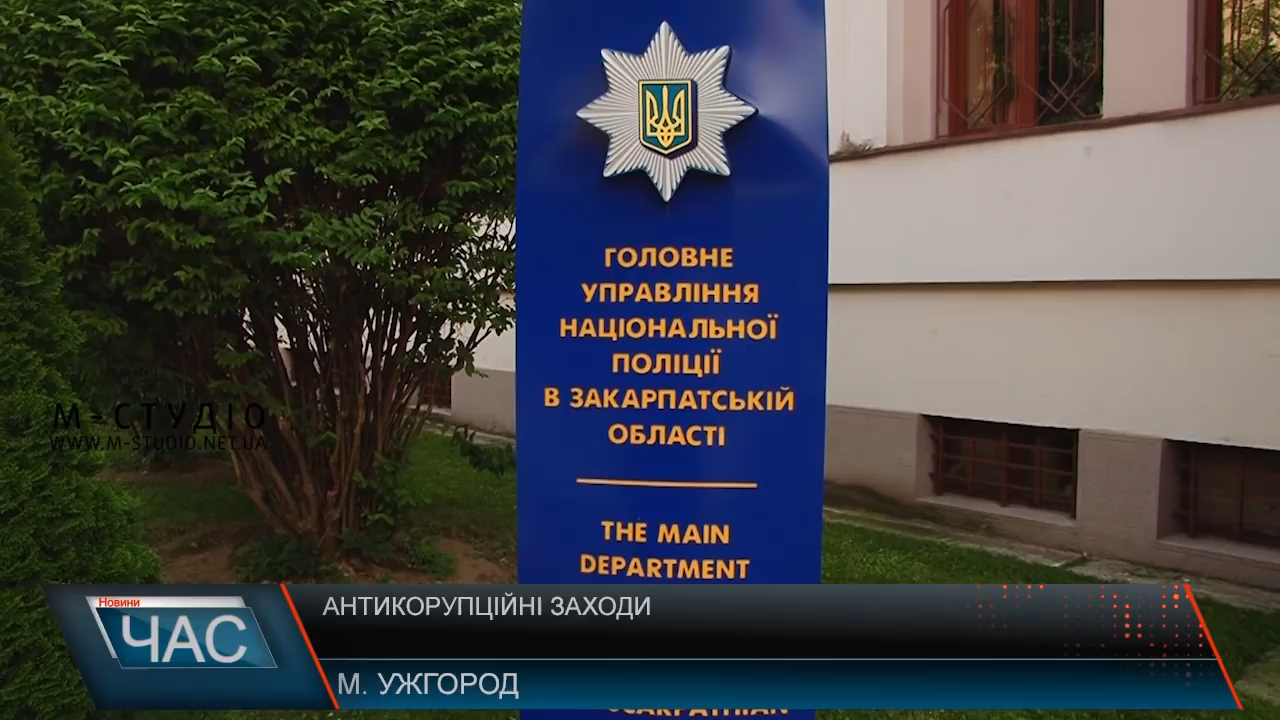 ГОЛОВНЕ
УПРАВЛІННЯ
НАЦІОНАЛЬНОЇ
ПОЛІЦІЇ
В ЗАКАРПАТСЬКІЙ
ОБЛАСТІ
THE MAIN
DEPARTMENT
М-СТУДІО
WWW.M-STUDIO.NET.UA
Новини
ЧАС
АНТИКОРУПЦІЙНІ ЗАХОДИ
М. УЖГОРОД